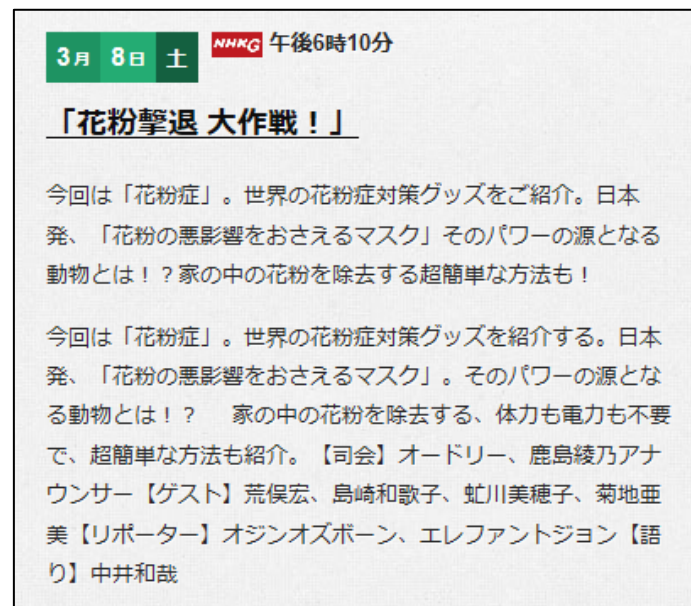 3月 8日 土 NHKG 午後6時10分
「花粉撃退 大作戦！」
今回は「花粉症」。世界の花粉症対策グッズをご紹介。日本
発、「花粉の悪影響をおさえるマスク」そのパワーの源となる
動物とは！？家の中の花粉を除去する超簡単な方法も！
今回は「花粉症」。世界の花粉症対策グッズを紹介する。日本
発、「花粉の悪影響をおさえるマスク」。そのパワーの源とな
る動物とは！？　家の中の花粉を除去する、体力も電力も不要
で、超簡単な方法も紹介。【司会】オードリー、鹿島綾乃アナ
ウンサー【ゲスト】荒俣宏、島崎和歌子、虻川美穂子、菊地亜
美【リポーター】オジンオズボーン、エレファントジョン【語
り】中井和哉